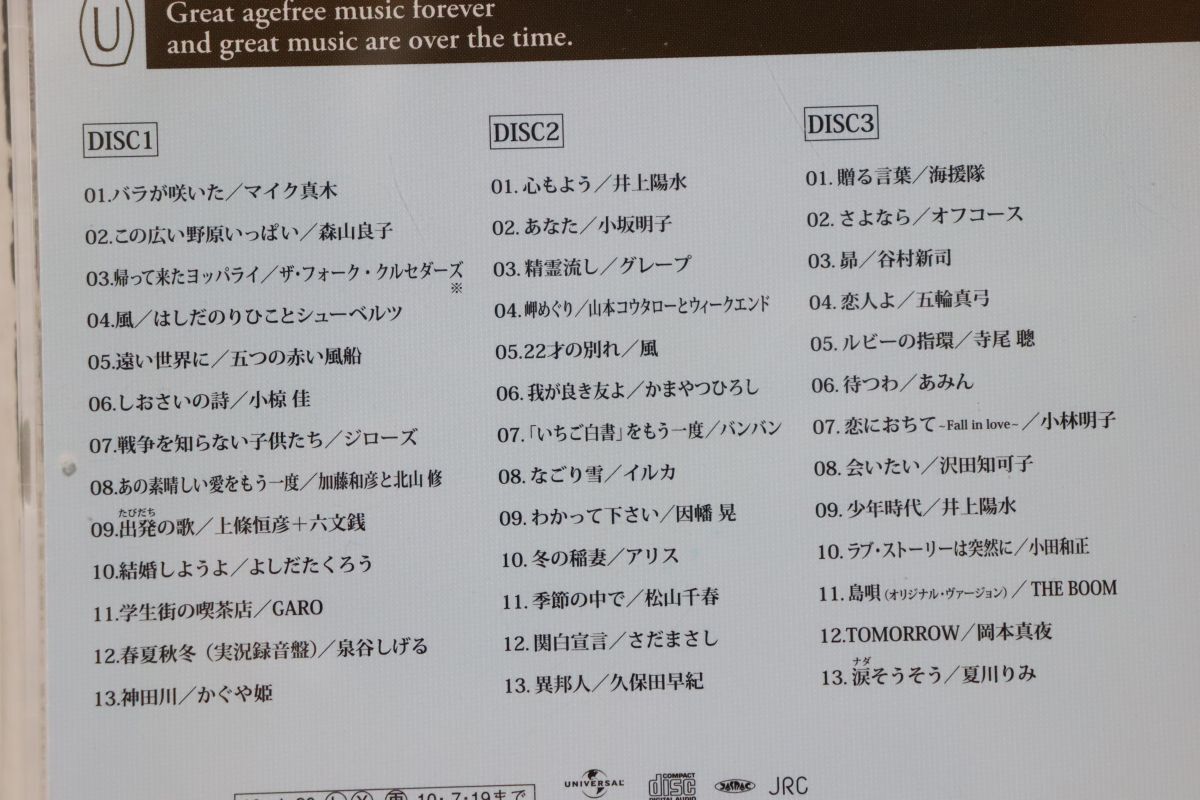 U
Great agefree music forever
and great music are over the time.
DISC1
01.バラが咲いた／マイク真木
02.この広い野原いっぱい／森山良子
03.帰って来たヨッパライ／ザ・フォーク・クルセダーズ
※
04.風／はしだのりひことシューベルツ
05.遠い世界に／五つの赤い風船
06.しおさいの詩／小椋 佳
07.戦争を知らない子供たち／ジローズ
08.あの素晴しい愛をもう一度／加藤和彦と北山 修
たびだち
09.出発の歌／上條恒彦＋六文銭
10.結婚しようよ／よしだたくろう
11.学生街の喫茶店／GARO
12.春夏秋冬（実況録音盤）／泉谷しげる
13.神田川／かぐや姫
DISC2
01.心もよう／井上陽水
02.あなた／小坂明子
03.精霊流し／グレープ
04.岬めぐり／山本コウタローとウィークエンド
05.22才の別れ／風
06.我が良き友よ／かまやつひろし
07.「いちご白書」をもう一度／バンバン
08.なごり雪／イルカ
09.わかって下さい／因幡 晃
10.冬の稲妻／アリス
11.季節の中で／松山千春
12.関白宣言／さだまさし
13.異邦人／久保田早紀
DISC3
01.贈る言葉／海援隊
02.さよなら／オフコース
03.昴／谷村新司
04.恋人よ／五輪真弓
05.ルビーの指環／寺尾 聰
06.待つわ／あみん
07.恋におちて~Fall in love~／小林明子
08.会いたい／沢田知可子
09.少年時代／井上陽水
10.ラブ・ストーリーは突然に／小田和正
11.島唄（オリジナル・ヴァージョン）／THE BOOM
12.TOMORROW／岡本真夜
ナダ
13.涙そうそう／夏川りみ
10・7・19まで
UNIVERSAL
COMPACT
disc
DIGITAL AUDIO
JASRAC
JRC